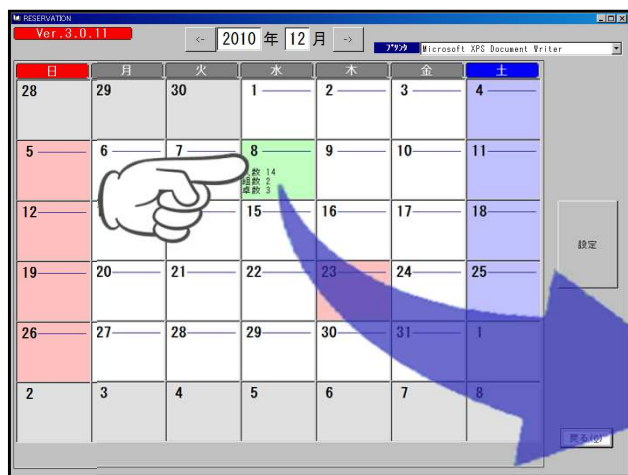 RESERVATION
Ver.3.0.11
<- 2010 年 12 月 ->
プリンタ Microsoft XPS Document Writer
日 月 火 水 木 金 土
28 29 30 1 2 3 4
5 6 7 8 9 10 11
数 14
組数 2
卓数 3
12 15 16 17 18
設定
19 20 21 22 23 24 25
26 27 28 29 30 31 1
2 3 4 5 6 7 8
戻る(Q)